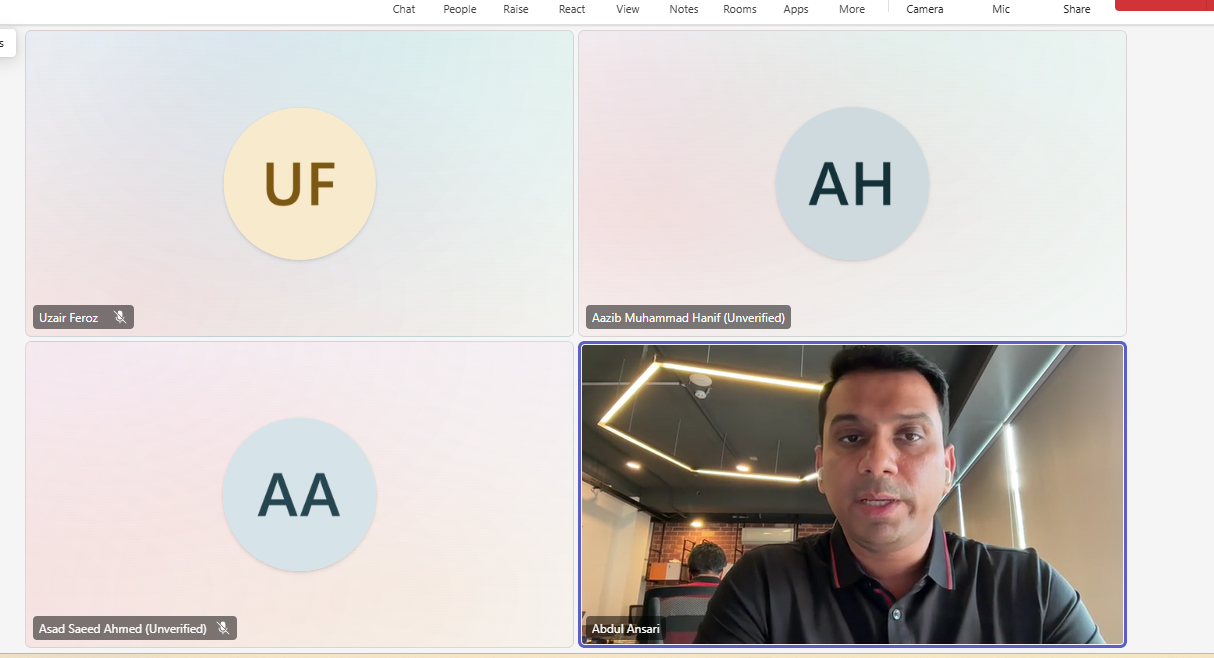 Chat People Raise React View Notes Rooms Apps More Camera Mic Share
s
UF
AH
Uzair Feroz
Aazib Muhammad Hanif (Unverified)
AA
Asad Saeed Ahmed (Unverified)
Abdul Ansari